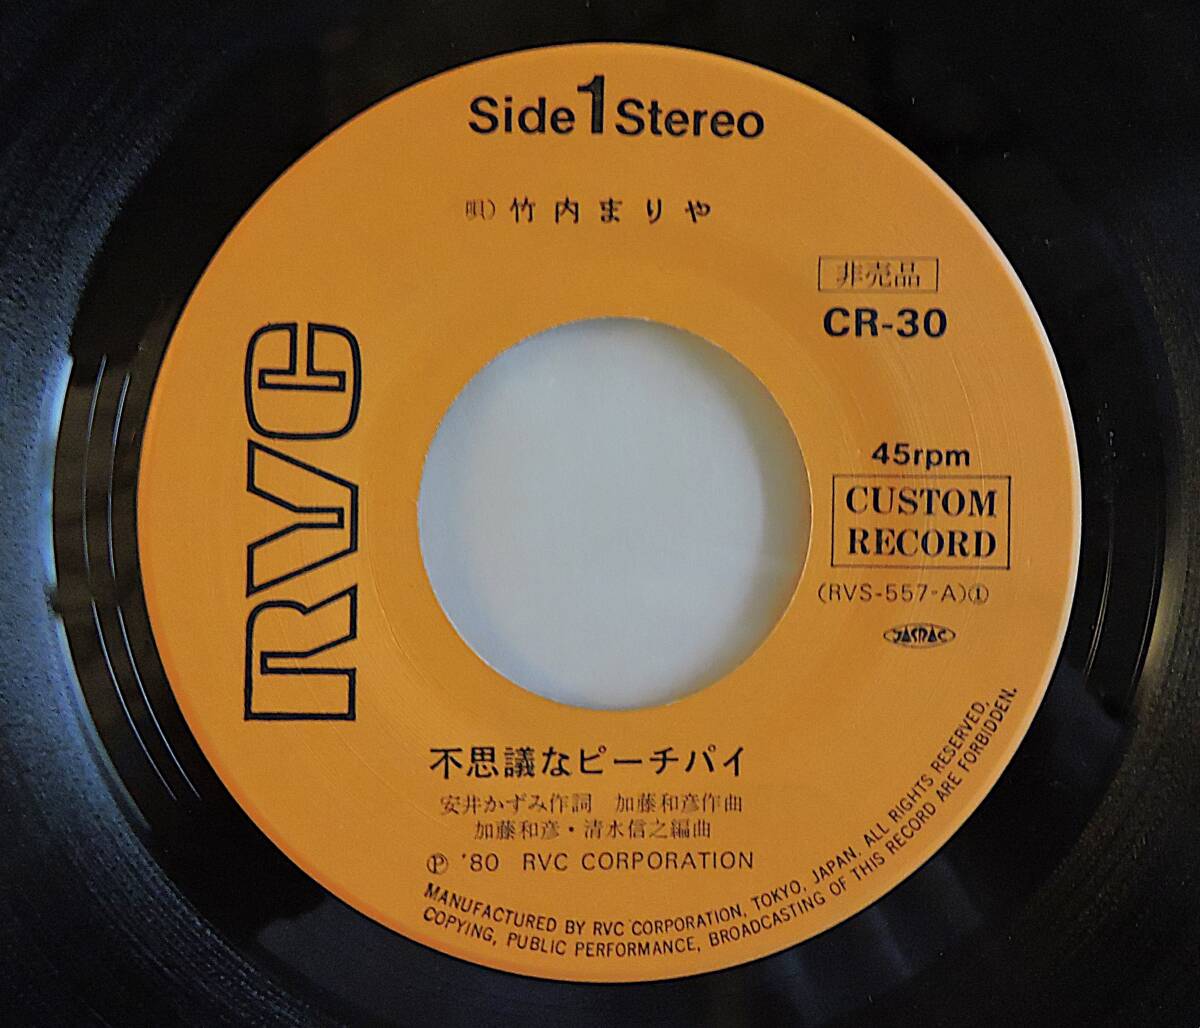 Side 1 Stereo
唄）竹内まりや
非売品
CR-30
RVC
45rpm
CUSTOM
RECORD
(RVS-557-A)①
JASRAC
不思議なピーチパイ
安井かずみ作詞 加藤和彦作曲
加藤和彦・清水信之編曲
Ⓟ '80 RVC CORPORATION
MANUFACTURED BY RVC CORPORATION, TOKYO, JAPAN. ALL RIGHTS RESERVED,
COPYING, PUBLIC PERFORMANCE, BROADCASTING OF THIS RECORD ARE FORBIDDEN.